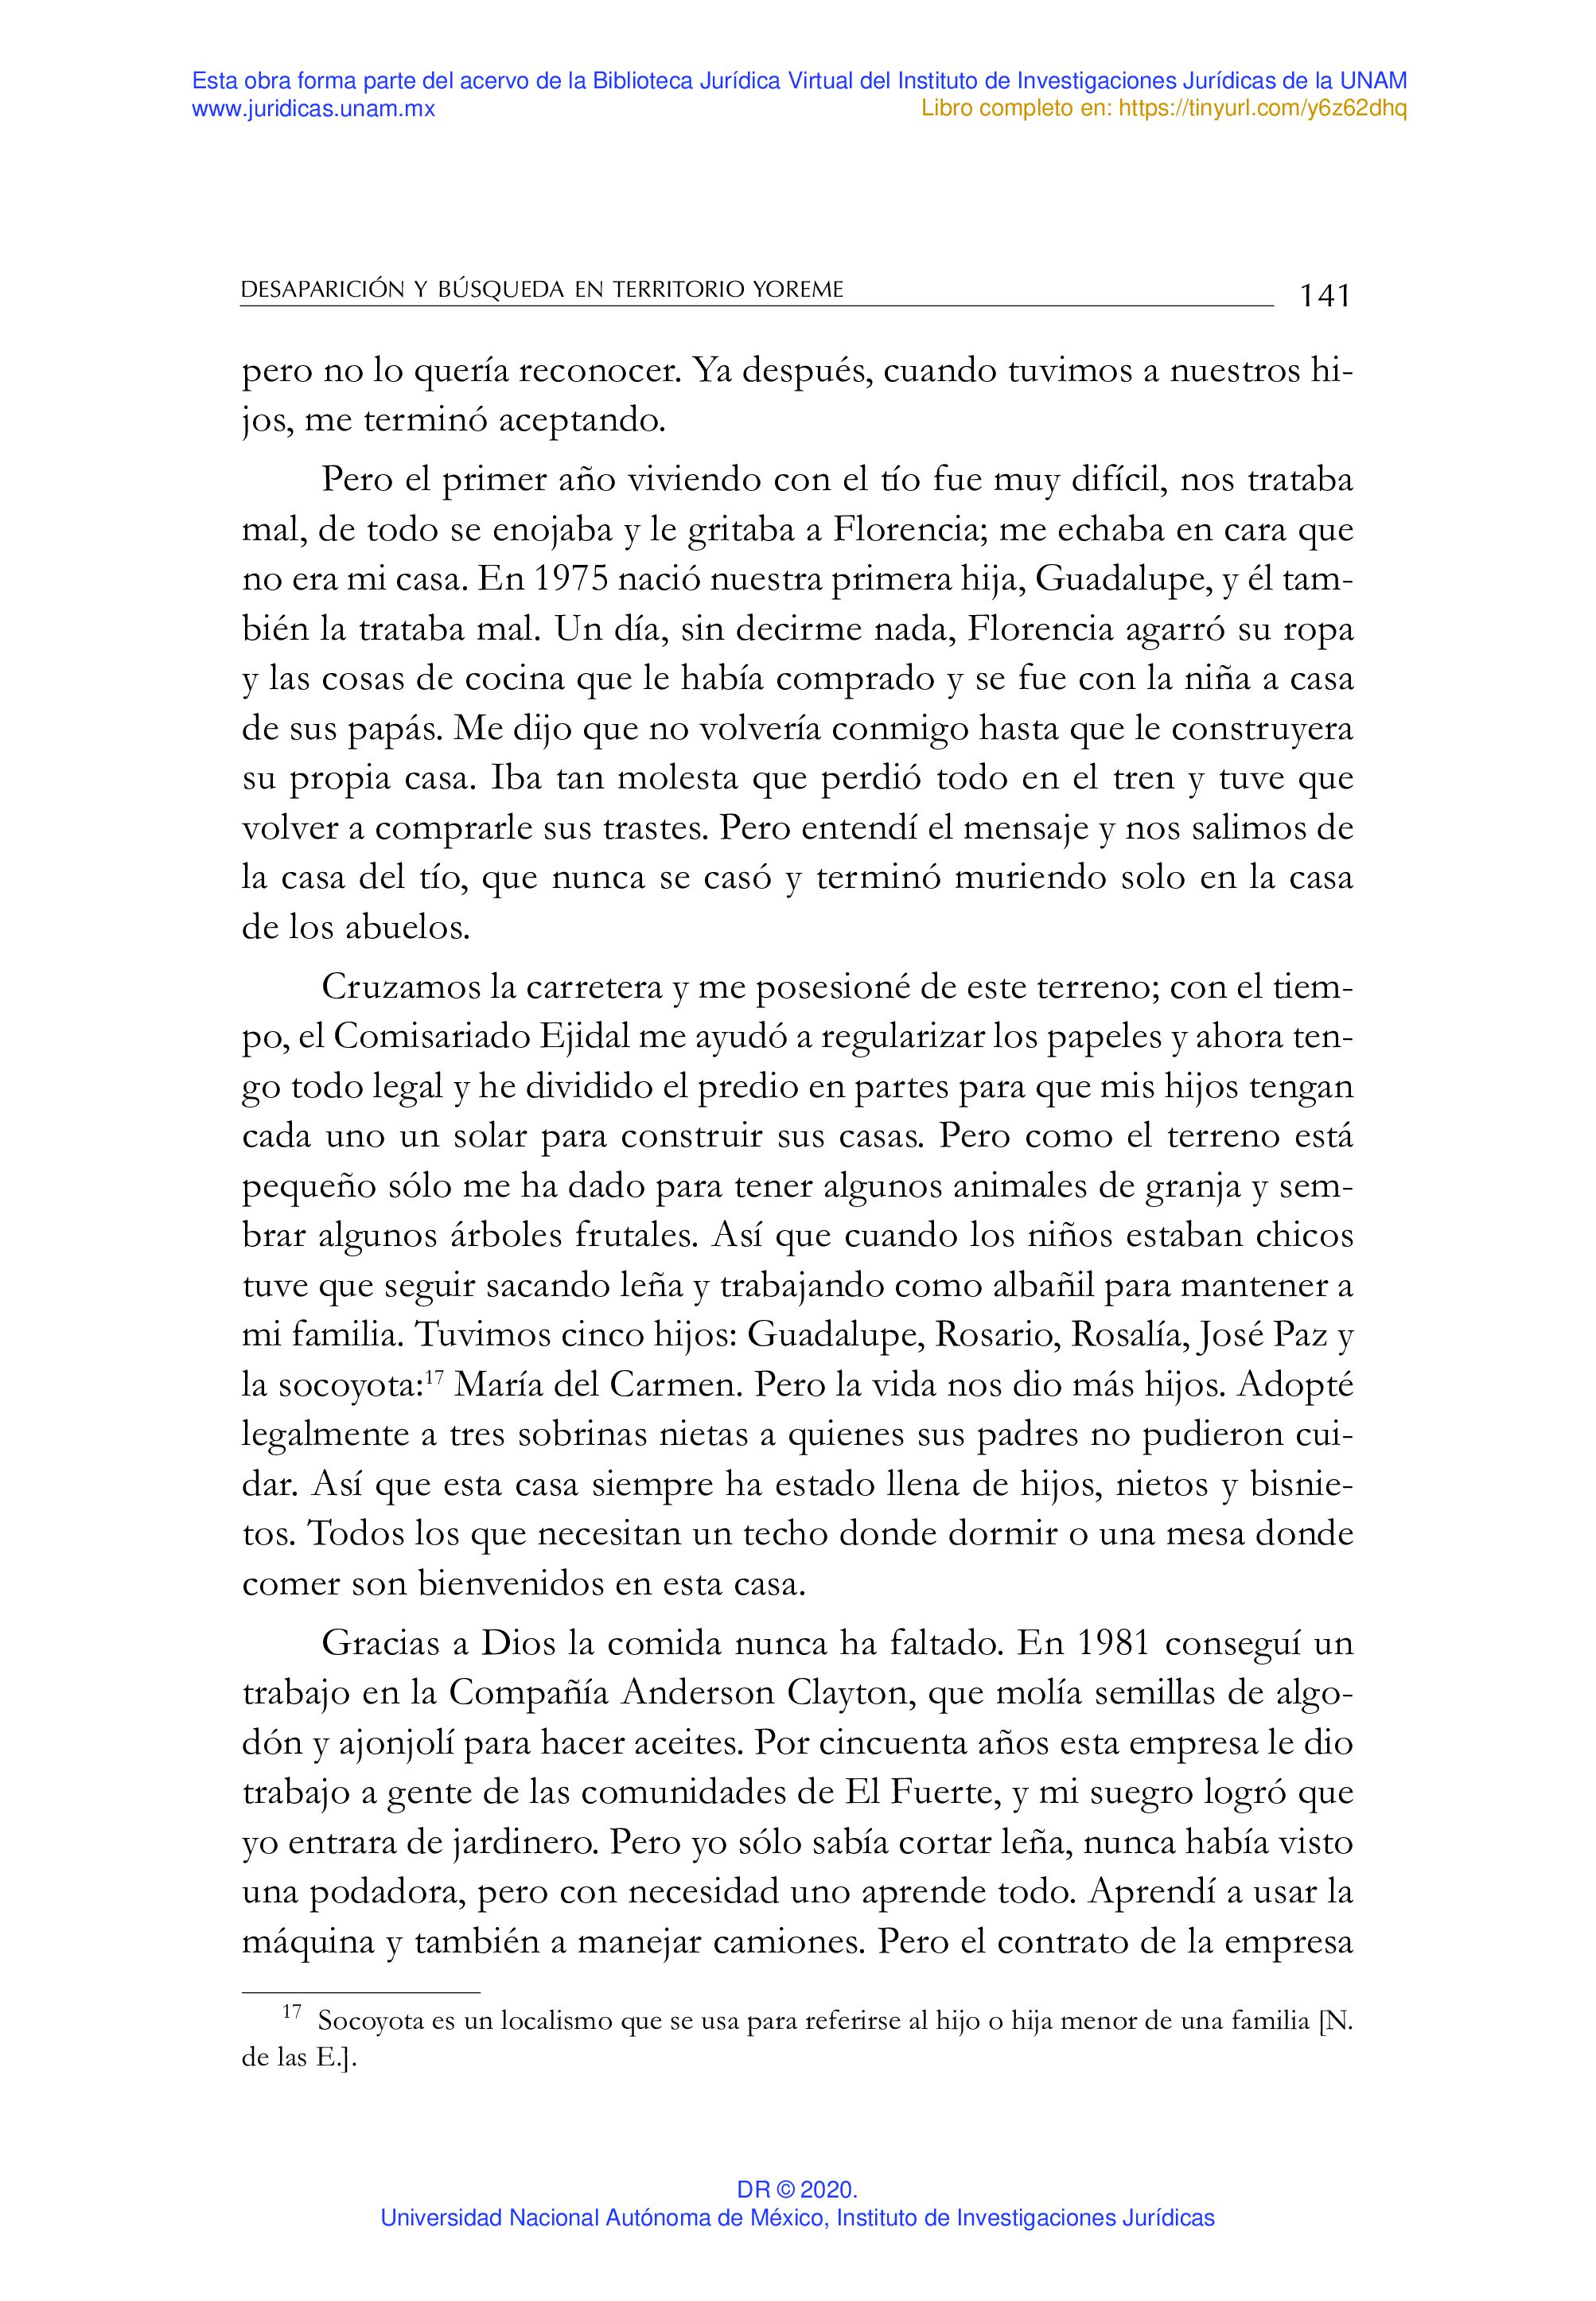 Esta obra forma parte del acervo de la Biblioteca Jurídica Virtual del Instituto de Investigaciones Jurídicas de la UNAM
www.juridicas.unam.mx
Libro completo en: https://tinyurl.com/y6z62dhq
DESAPARICIÓN Y BÚSQUEDA EN TERRITORIO YOREME
141
pero no lo quería reconocer. Ya después, cuando tuvimos a nuestros hi-
jos, me terminó aceptando.
Pero el primer año viviendo con el tío fue muy difícil, nos trataba
mal, de todo se enojaba y le gritaba a Florencia; me echaba en cara que
no era mi casa. En 1975 nació nuestra primera hija, Guadalupe, y él tam-
bién la trataba mal. Un día, sin decirme nada, Florencia agarró su ropa
y las cosas de cocina que le había comprado y se fue con la niña a casa
de sus papás. Me dijo que no volvería conmigo hasta que le construyera
su propia casa. Iba tan molesta que perdió todo en el tren y tuve que
volver a comprarle sus trastes. Pero entendí el mensaje y nos salimos de
la casa del tío, que nunca se casó y terminó muriendo solo en la casa
de los abuelos.
Cruzamos la carretera y me posesioné de este terreno; con el tiem-
po, el Comisariado Ejidal me ayudó a regularizar los papeles y ahora ten-
go todo legal y he dividido el predio en partes para que mis hijos tengan
cada uno un solar para construir sus casas. Pero como el terreno está
pequeño sólo me ha dado para tener algunos animales de granja y sem-
brar algunos árboles frutales. Así que cuando los niños estaban chicos
tuve que seguir sacando leña y trabajando como albañil para mantener a
mi familia. Tuvimos cinco hijos: Guadalupe, Rosario, Rosalía, José Paz y
la socoyota:17 María del Carmen. Pero la vida nos dio más hijos. Adopté
legalmente a tres sobrinas nietas a quienes sus padres no pudieron cui-
dar. Así que esta casa siempre ha estado llena de hijos, nietos y bisnie-
tos. Todos los que necesitan un techo donde dormir o una mesa donde
comer son bienvenidos en esta casa.
Gracias a Dios la comida nunca ha faltado. En 1981 conseguí un
trabajo en la Compañía Anderson Clayton, que molía semillas de algo-
dón y ajonjolí para hacer aceites. Por cincuenta años esta empresa le dio
trabajo a gente de las comunidades de El Fuerte, y mi suegro logró que
yo entrara de jardinero. Pero yo sólo sabía cortar leña, nunca había visto
una podadora, pero con necesidad uno aprende todo. Aprendí a usar la
máquina y también a manejar camiones. Pero el contrato de la empresa
17 Socoyota es un localismo que se usa para referirse al hijo o hija menor de una familia [N.
de las E.].
DR © 2020.
Universidad Nacional Autónoma de México, Instituto de Investigaciones Jurídicas